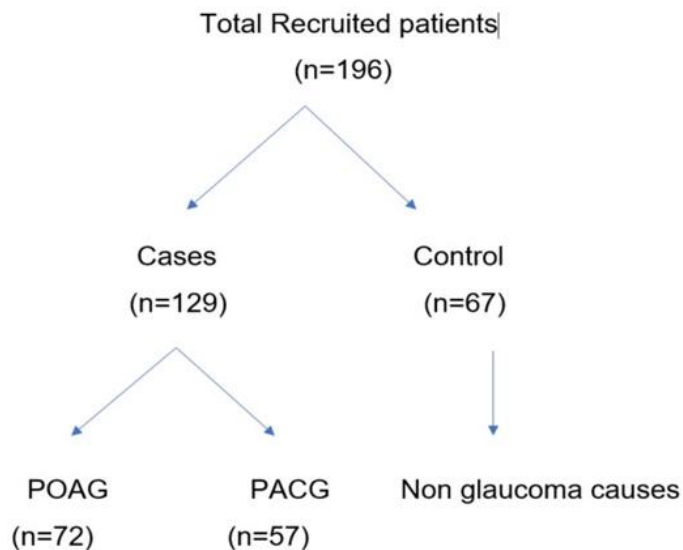 Total Recruited patients
(n=196)
Cases
Control
(n=129)
(n=67)
POAG
PACG
Non glaucoma causes
(n=72)
(n=57)